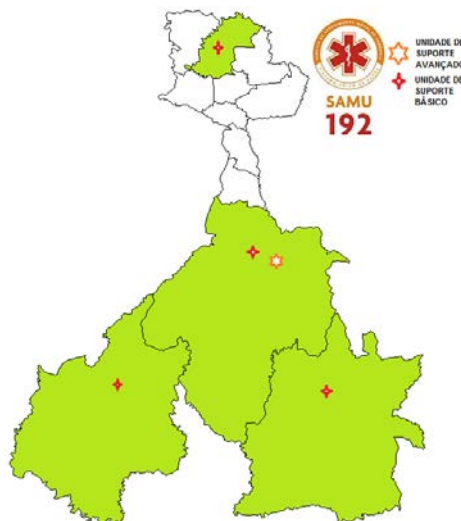 UNIDADE DE
SUPORTE
AVANÇADO
UNIDADE DE
SUPORTE
BÁSICO
SAMU
192